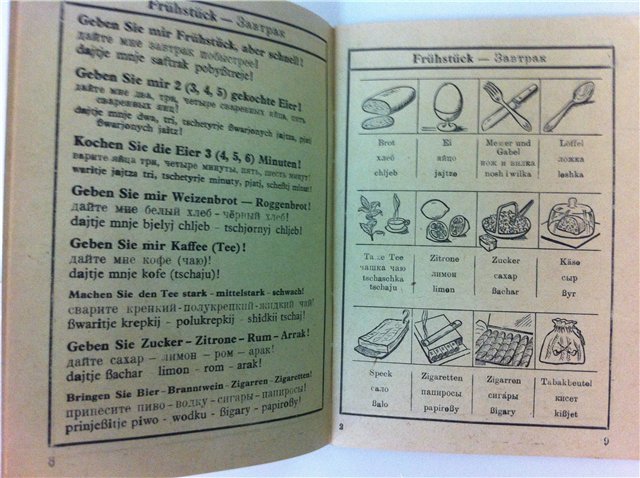 Frühstück — Завтрак
Geben Sie mir Frühstück, aber schnell!
дайте мне завтрак побыстрее!
dajtje mnje saftrak pobyßtreje!
Geben Sie mir 2 (3, 4, 5) gekochte Eier!
дайте мне два, три, четыре сваренных яйца, пять
сваренных яиц!
dajtje mnje dwa, tri, tschetyrje ßwarjonych jajtza, pjatj
ßwarjonych jaitz!
Kochen Sie die Eier 3 (4, 5, 6) Minuten!
варите яйца три, четыре минуты, пять, шесть минут!
waritje jajtza tri, tschetyrje minuty, pjatj, scheßtj minut!
Geben Sie mir Weizenbrot — Roggenbrot!
дайте мне белый хлеб - чёрный хлеб!
dajtje mnje bjelyj chljeb - tschjornyj chljeb!
Geben Sie mir Kaffee (Tee)!
дайте мне кофе (чаю)!
dajtje mnje kofe (tschaju)!
Machen Sie den Tee stark - mittelstark - schwach!
сварите крепкий - полукрепкий - жидкий чай!
ßwaritje krepkij - polukrepkij - shidkii tschaj!
Geben Sie Zucker - Zitrone - Rum - Arrak!
дайте сахар - лимон - ром - арак!
dajtje ßachar - limon - rom - arak!
Bringen Sie Bier - Branntwein - Zigarren - Zigaretten!
принесите пиво - водку - сигары - папиросы!
prinjeßitje piwo - wodku - ßigary - papiroßy!
8
Frühstück — Завтрак
Brot Ei Messer und Löffel
Gabel
хлеб яйцо нож и вилка ложка
chljeb jajtzo nosh i wilka loshka
Tasse Tee Zitrone Zucker Käse
чашка чаю лимон сахар сыр
tschaschka limon ßachar ßyr
tschaju
Speck Zigaretten Zigarren Tabakbeutel
сало папиросы сигары кисет
ßalo papiroßy ßigary kißjet
2
9